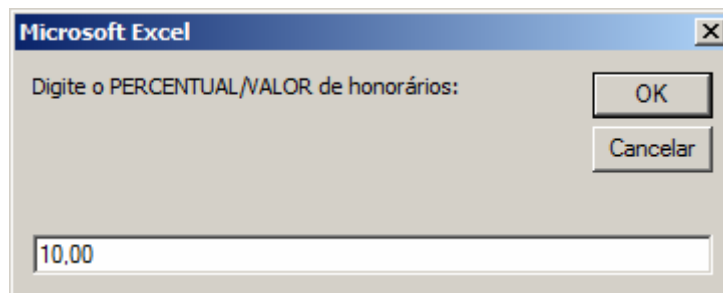 Microsoft Excel
Digite o PERCENTUAL/VALOR de honorários:
OK
Cancelar
10,00